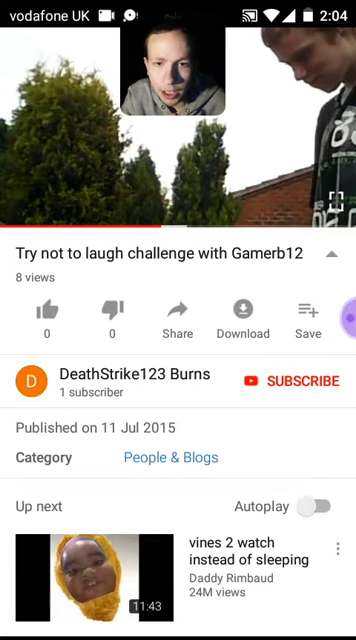 vodafone UK
2:04
Try not to laugh challenge with Gamerb12
8 views
0
0
Share
Download
Save
D
DeathStrike123 Burns
1 subscriber
SUBSCRIBE
Published on 11 Jul 2015
Category
People & Blogs
Up next
Autoplay
11:43
vines 2 watch
instead of sleeping
Daddy Rimbaud
24M views